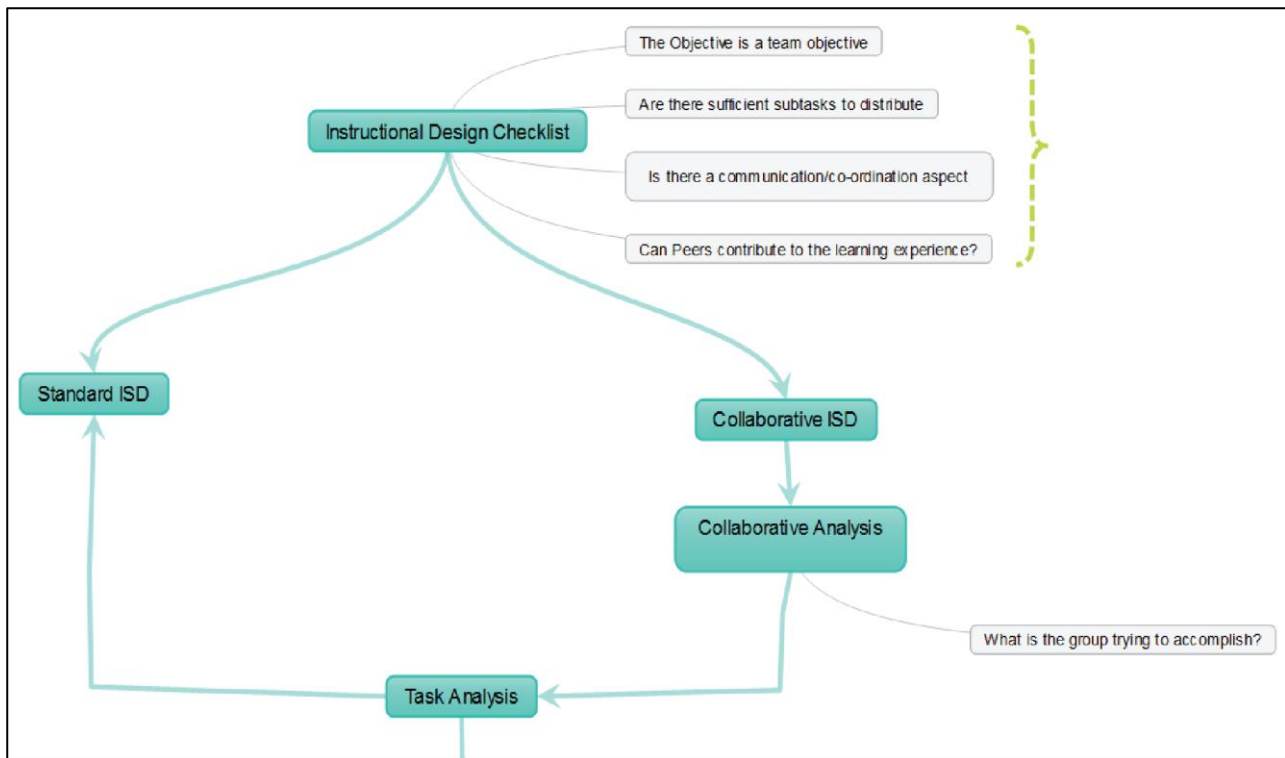 The Objective is a team objective
Are there sufficient subtasks to distribute
Instructional Design Checklist
Is there a communication/co-ordination aspect
Can Peers contribute to the learning experience?
Standard ISD
Collaborative ISD
Collaborative Analysis
What is the group trying to accomplish?
Task Analysis